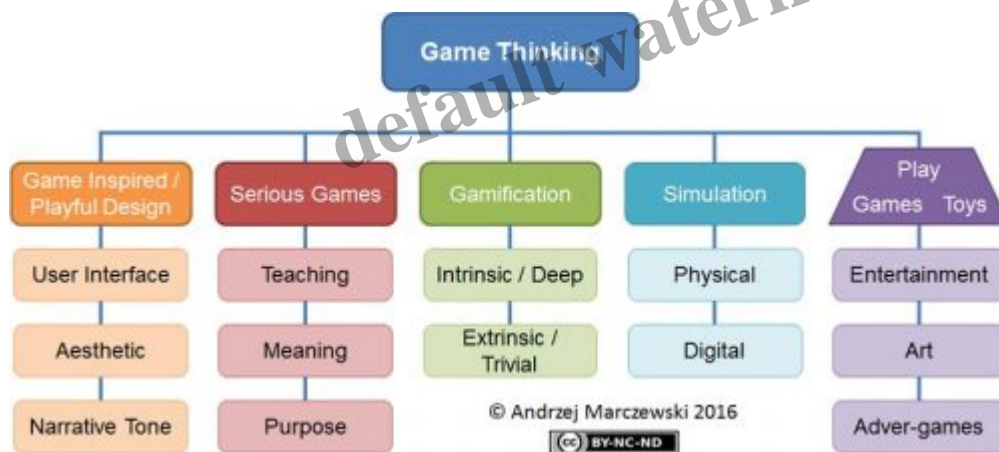 Game Thinking
default waterm
Game Inspired /
Playful Design
Serious Games
Gamification
Simulation
Play
Games Toys
User Interface
Teaching
Intrinsic / Deep
Physical
Entertainment
Aesthetic
Meaning
Extrinsic /
Trivial
Digital
Art
Narrative Tone
Purpose
© Andrzej Marczewski 2016
cc BY-NC-ND
Adver-games